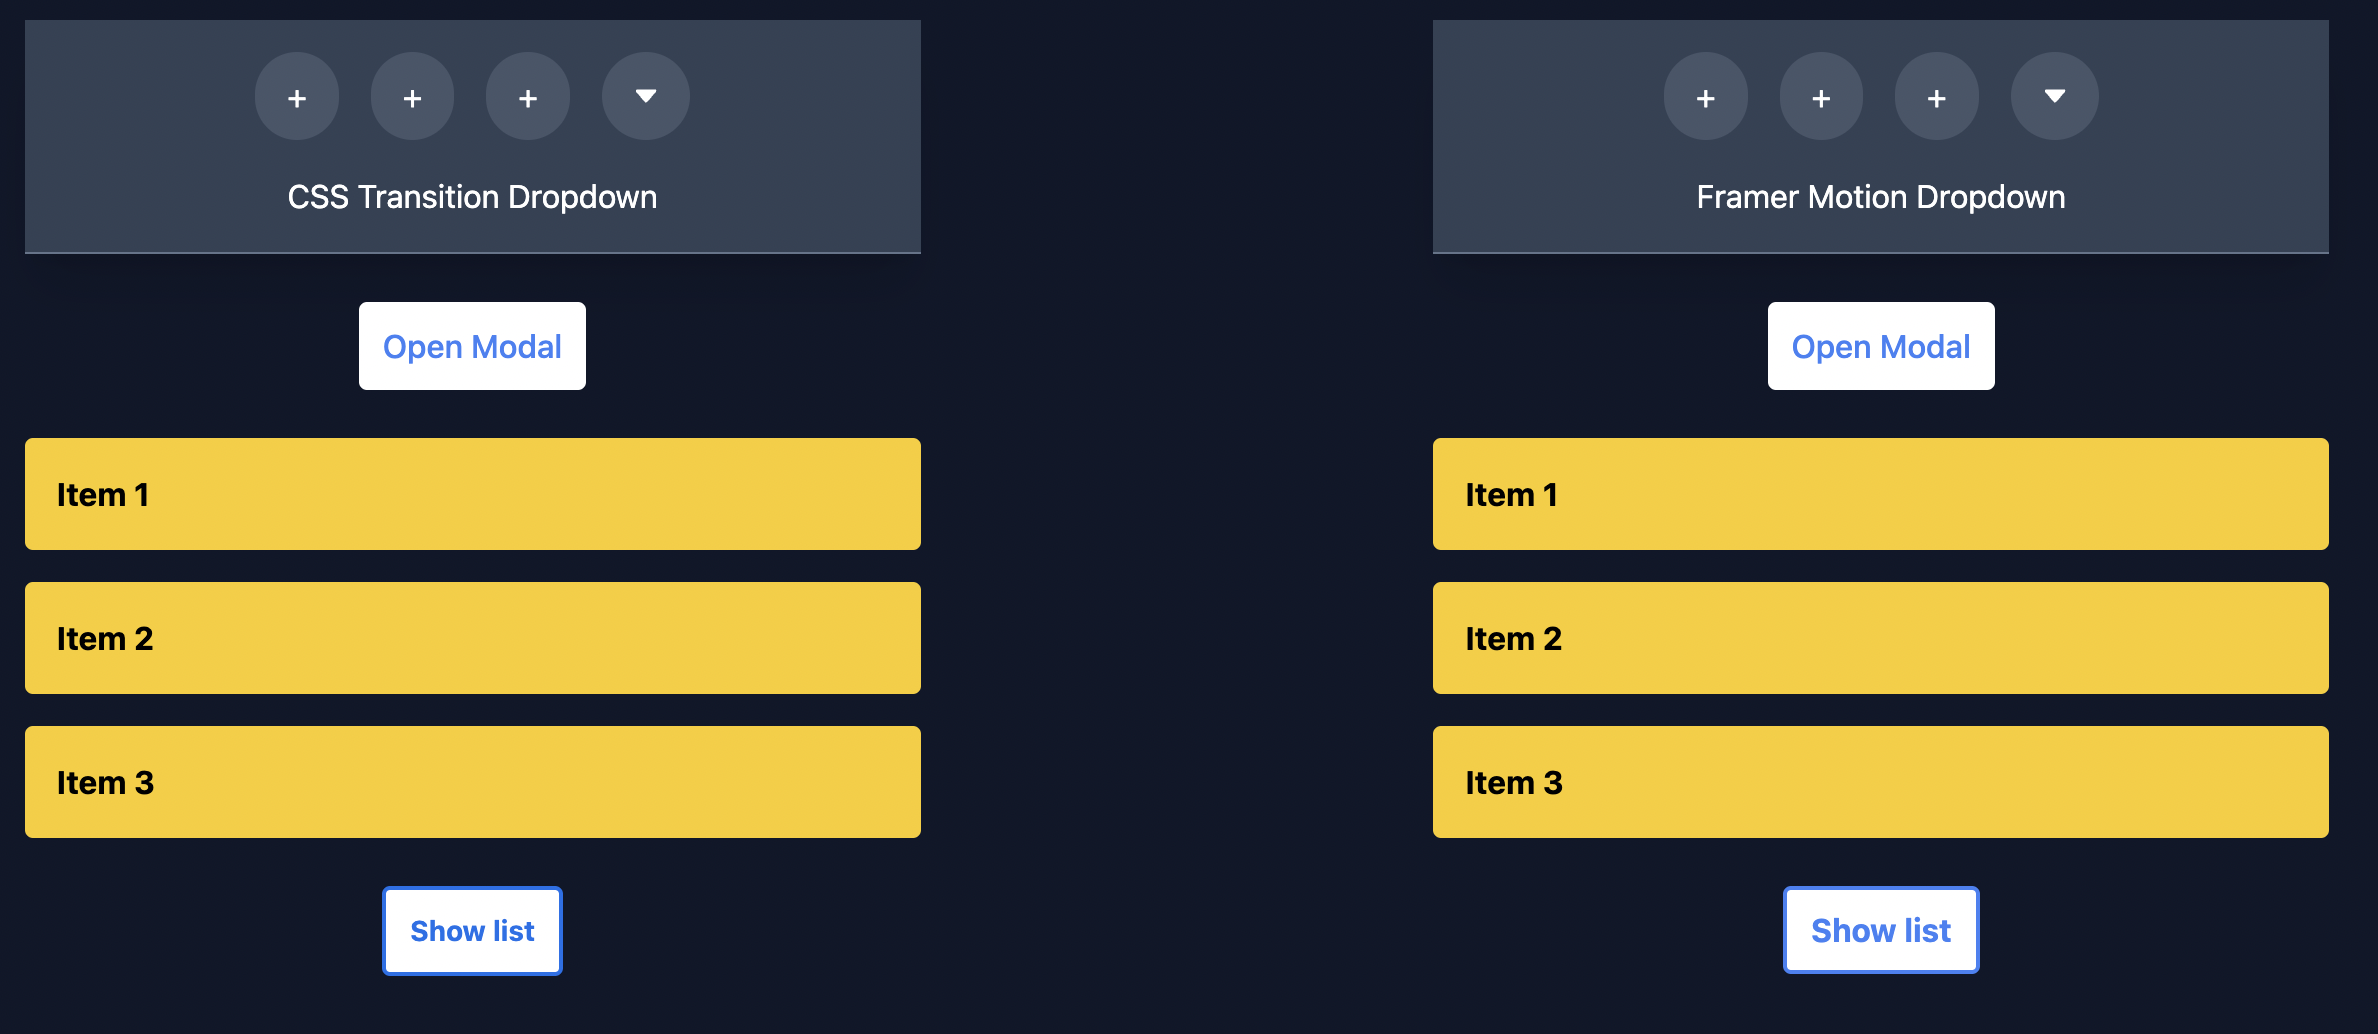 + + + 
CSS Transition Dropdown
Open Modal
Item 1
Item 2
Item 3
Show list
+ + + 
Framer Motion Dropdown
Open Modal
Item 1
Item 2
Item 3
Show list